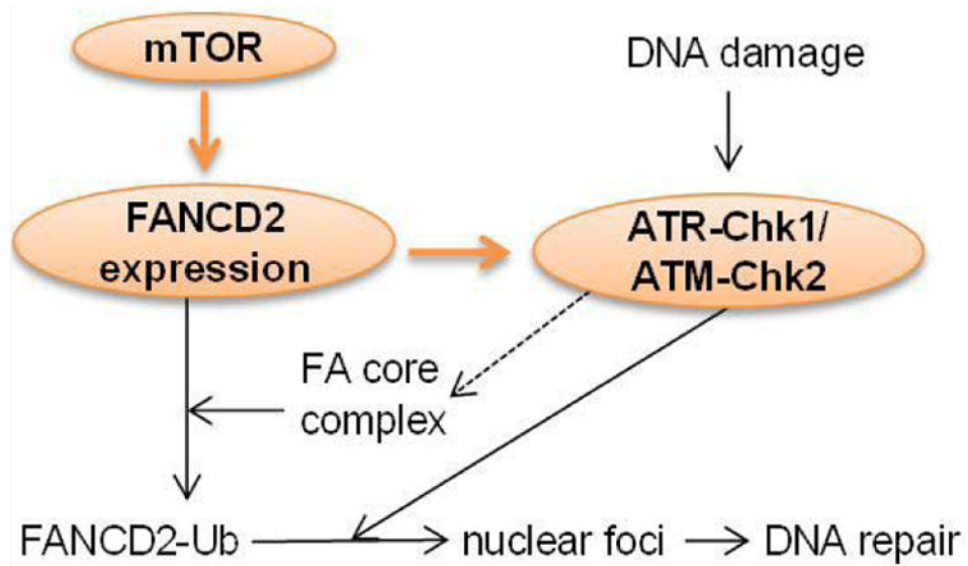 mTOR
DNA damage
FANCD2
expression
ATR-Chk1/
ATM-Chk2
FA core
complex
FANCD2-Ub
nuclear foci
DNA repair